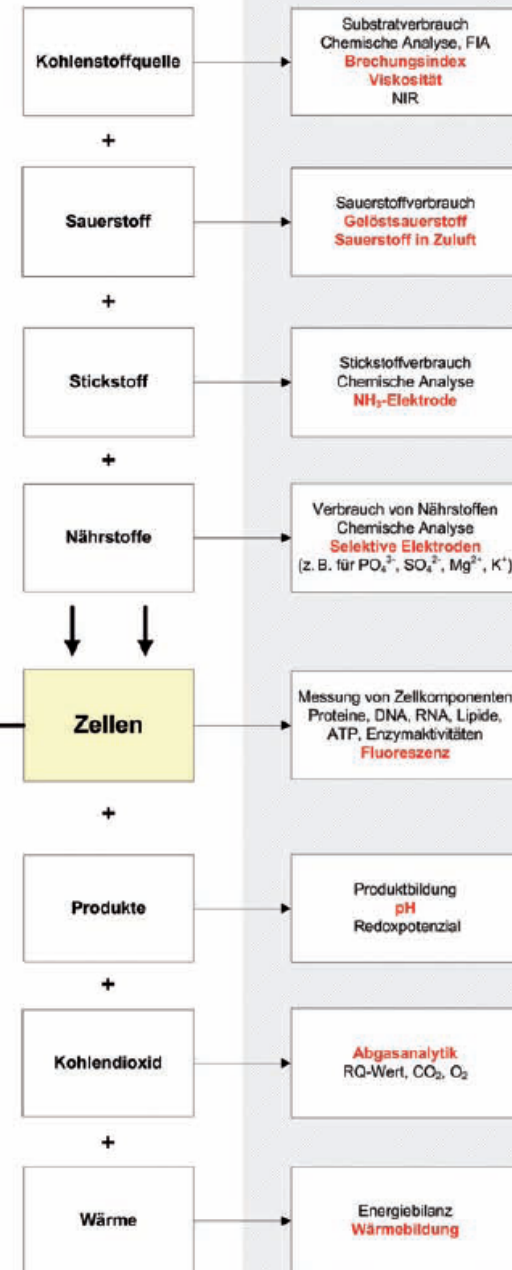 Kohlenstoffquelle
Substratverbrauch
Chemische Analyse, FIA
Brechungsindex
Viskosität
NIR
+
Sauerstoff
Sauerstoffverbrauch
Gelöstsauerstoff
Sauerstoff in Zuluft
+
Stickstoff
Stickstoffverbrauch
Chemische Analyse
NH₃-Elektrode
+
Nährstoffe
Verbrauch von Nährstoffen
Chemische Analyse
Selektive Elektroden
(z. B. für PO₄³⁻, SO₄²⁻, Mg²⁺, K⁺)
Zellen
Messung von Zellkomponenten
Proteine, DNA, RNA, Lipide,
ATP, Enzymaktivitäten
Fluoreszenz
+
Produkte
Produktbildung
pH
Redoxpotenzial
+
Kohlendioxid
Abgasanalytik
RQ-Wert, CO₂, O₂
+
Wärme
Energiebilanz
Wärmebildung